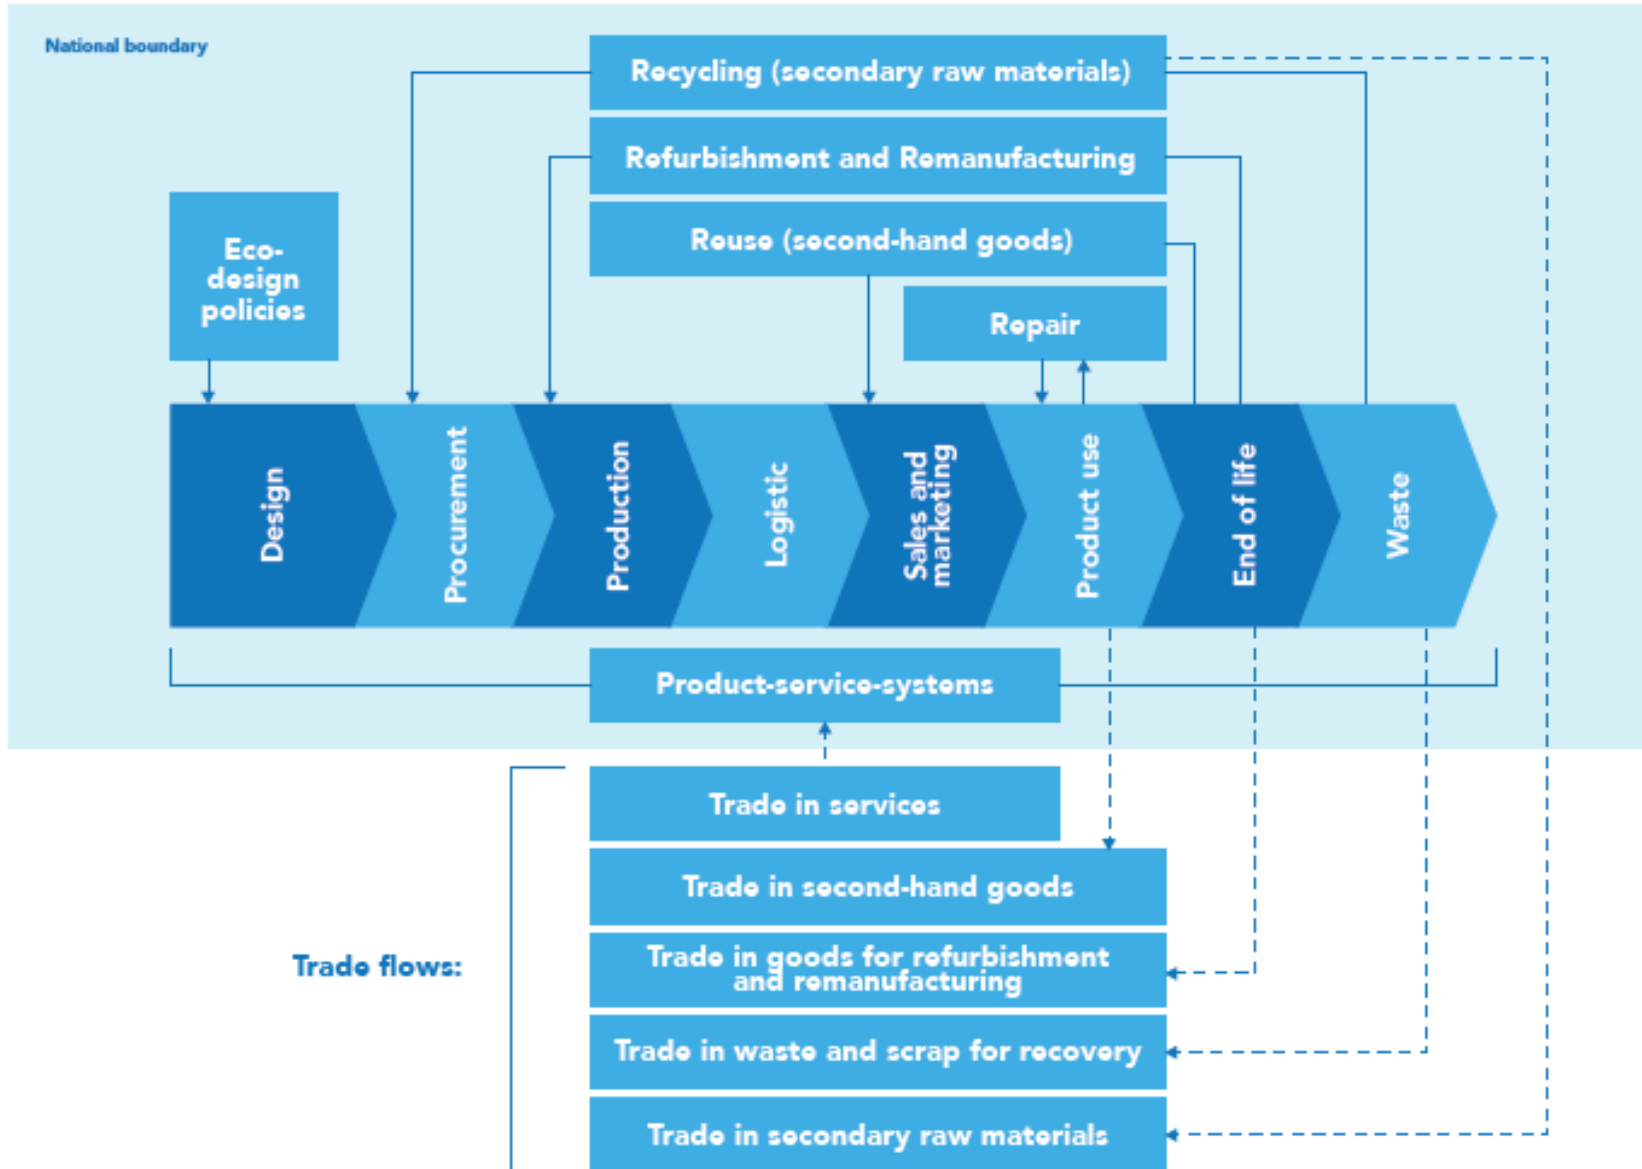 National boundary
Recycling (secondary raw materials)
Refurbishment and Remanufacturing
Reuse (second-hand goods)
Eco-
design
policies
Repair
Design
Procurement
Production
Logistic
Sales and
marketing
Product use
End of life
Waste
Product-service-systems
Trade in services
Trade in second-hand goods
Trade flows:
Trade in goods for refurbishment
and remanufacturing
Trade in waste and scrap for recovery
Trade in secondary raw materials